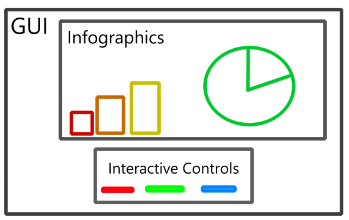 GUI
Infographics
Interactive Controls